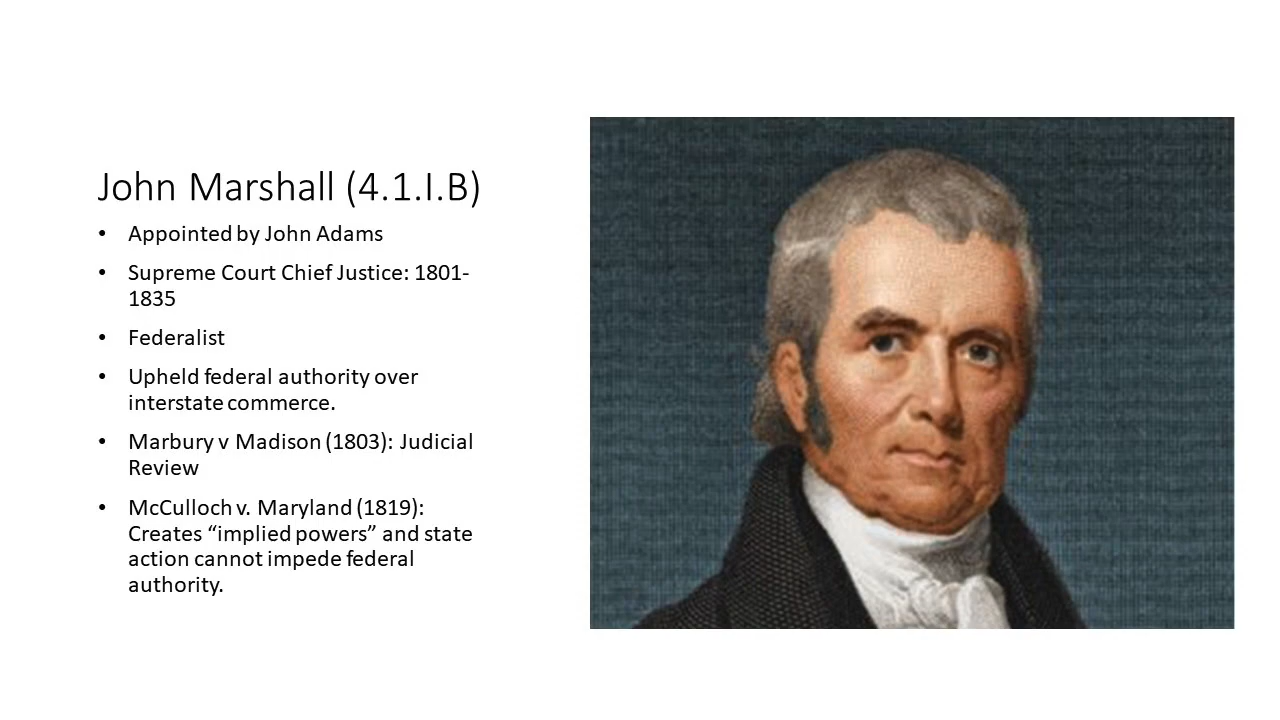 John Marshall (4.1.I.B)
• Appointed by John Adams
• Supreme Court Chief Justice: 1801-
1835
• Federalist
• Upheld federal authority over
interstate commerce.
• Marbury v Madison (1803): Judicial
Review
• McCulloch v. Maryland (1819):
Creates “implied powers” and state
action cannot impede federal
authority.